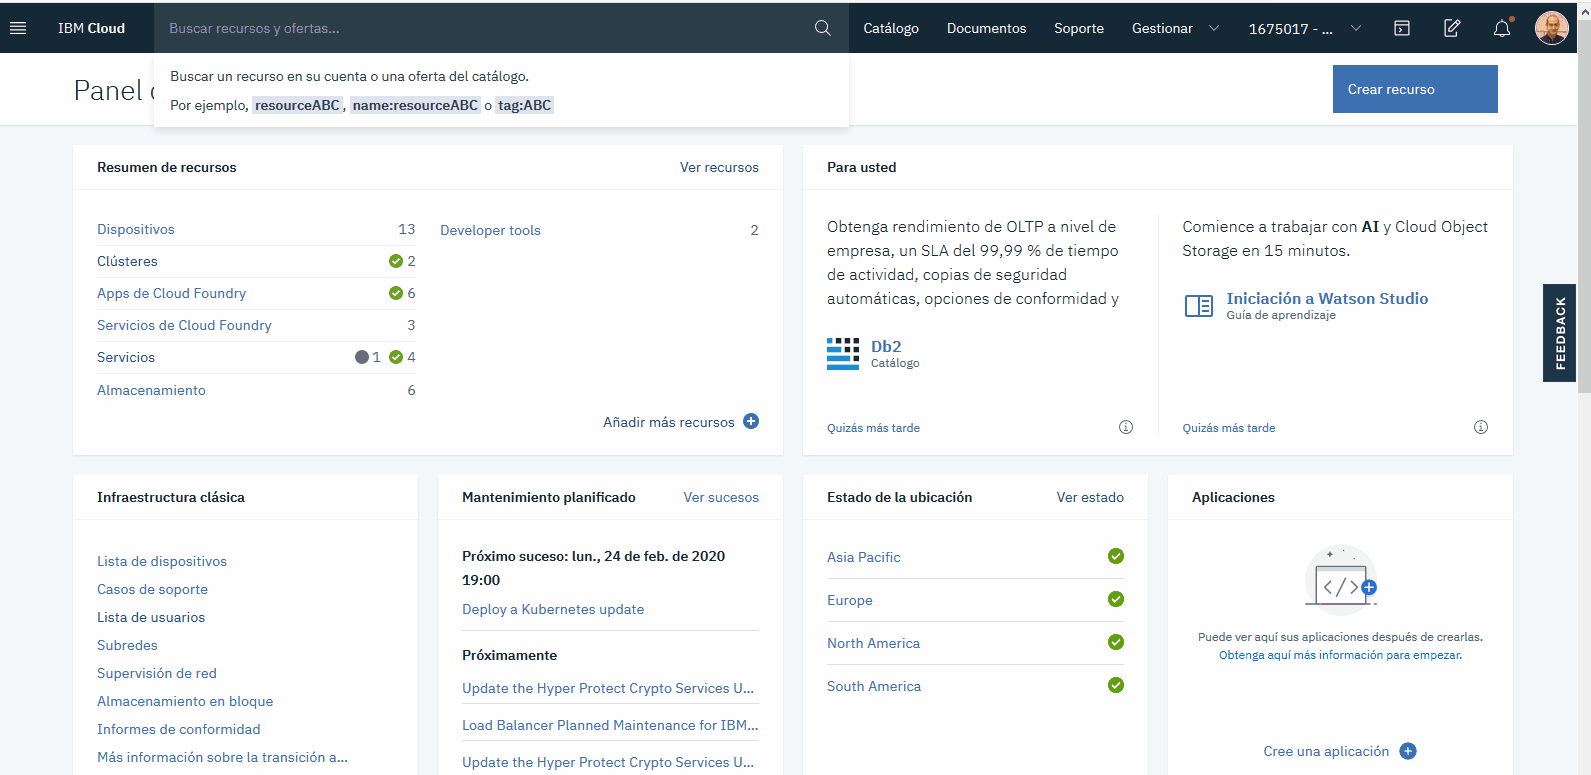 IBM Cloud
Buscar recursos y ofertas...
Catálogo
Documentos
Soporte
Gestionar
1675017 - ...
Buscar un recurso en su cuenta o una oferta del catálogo.
Por ejemplo, resourceABC, name:resourceABC o tag:ABC
Panel
Crear recurso
Resumen de recursos
Ver recursos
Dispositivos 13
Clústeres 2
Apps de Cloud Foundry 6
Servicios de Cloud Foundry 3
Servicios 1 4
Almacenamiento 6
Developer tools 2
Añadir más recursos
Para usted
Obtenga rendimiento de OLTP a nivel de
empresa, un SLA del 99,99 % de tiempo
de actividad, copias de seguridad
automáticas, opciones de conformidad y
Db2
Catálogo
Quizás más tarde
Comience a trabajar con AI y Cloud Object
Storage en 15 minutos.
Iniciación a Watson Studio
Guía de aprendizaje
Quizás más tarde
FEEDBACK
Infraestructura clásica
Lista de dispositivos
Casos de soporte
Lista de usuarios
Subredes
Supervisión de red
Almacenamiento en bloque
Informes de conformidad
Más información sobre la transición a...
Mantenimiento planificado
Ver sucesos
Próximo suceso: lun., 24 de feb. de 2020
19:00
Deploy a Kubernetes update
Próximamente
Update the Hyper Protect Crypto Services U...
Load Balancer Planned Maintenance for IBM...
Update the Hyper Protect Crypto Services U...
Estado de la ubicación
Ver estado
Asia Pacific
Europe
North America
South America
Aplicaciones
Puede ver aquí sus aplicaciones después de crearlas.
Obtenga aquí más información para empezar.
Cree una aplicación